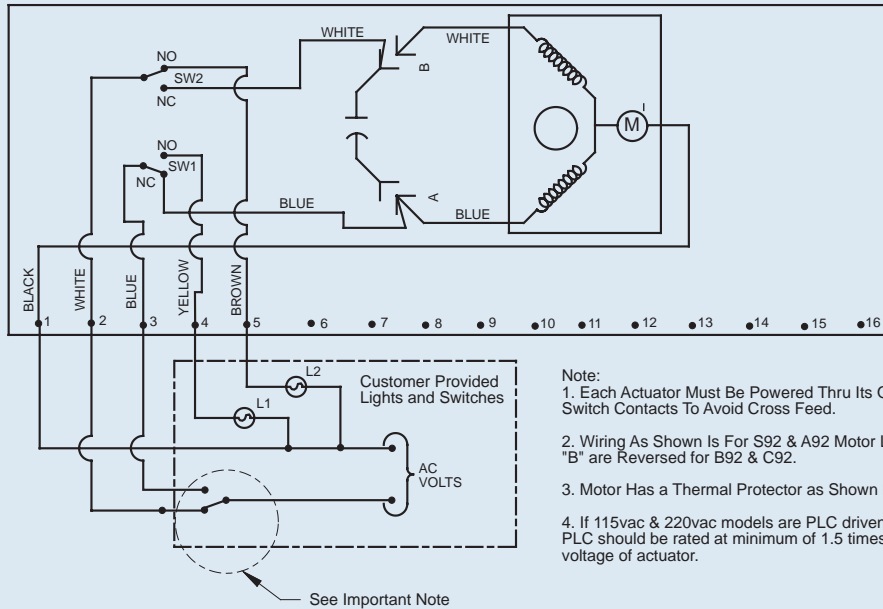 WHITE
WHITE
NO
SW2
B
NC
NO
SW1
NC
M
I
A
BLUE
BLUE
BLACK
WHITE
BLUE
YELLOW
BROWN
1 2 3 4 5 6 7 8 9 10 11 12 13 14 15 16
L2
Customer Provided
Lights and Switches
L1
AC
VOLTS
See Important Note
Note:
1. Each Actuator Must Be Powered Thru Its
Switch Contacts To Avoid Cross Feed.
2. Wiring As Shown Is For S92 & A92 Motor
"B" are Reversed for B92 & C92.
3. Motor Has a Thermal Protector as Shown
4. If 115vac & 220vac models are PLC driven
PLC should be rated at minimum of 1.5 times
voltage of actuator.